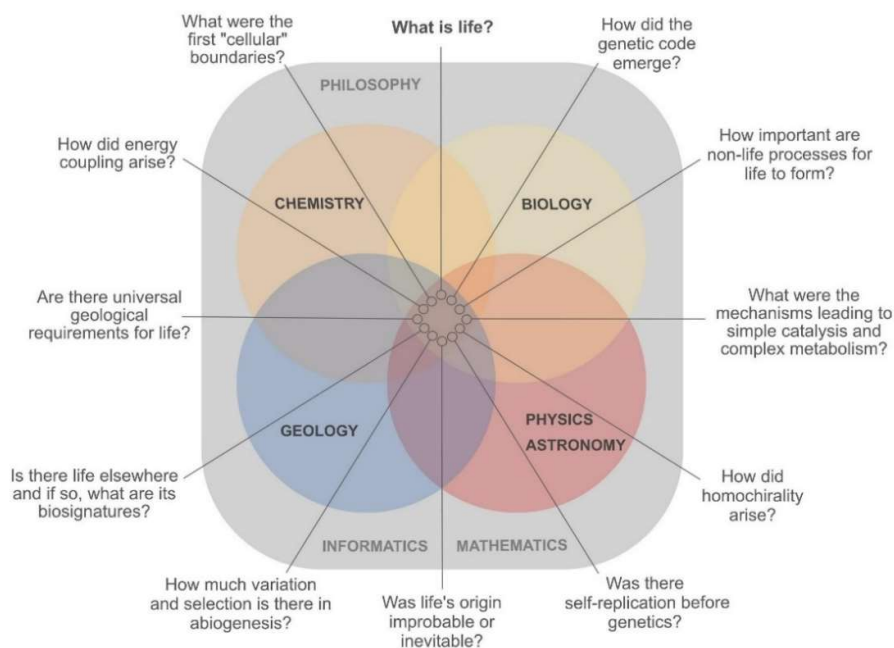 What were the
first "cellular"
boundaries?
What is life?
How did the
genetic code
emerge?
PHILOSOPHY
How did energy
coupling arise?
How important are
non-life processes for
life to form?
CHEMISTRY
BIOLOGY
Are there universal
geological
requirements for life?
What were the
mechanisms leading to
simple catalysis and
complex metabolism?
GEOLOGY
PHYSICS
ASTRONOMY
Is there life elsewhere
and if so, what are its
biosignatures?
How did
homochirality
arise?
INFORMATICS
MATHEMATICS
How much variation
and selection is there in
abiogenesis?
Was life's origin
improbable or
inevitable?
Was there
self-replication before
genetics?